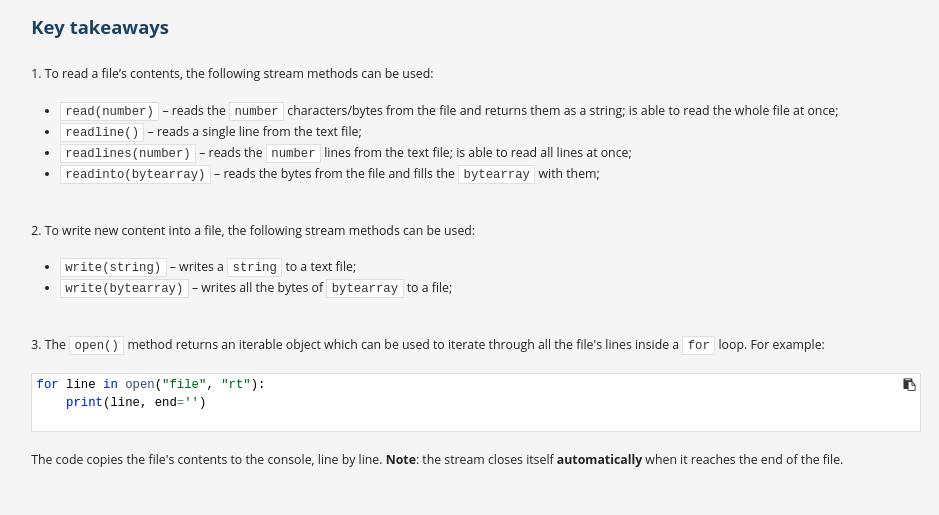 Key takeaways
1. To read a file’s contents, the following stream methods can be used:
• read(number) – reads the number characters/bytes from the file and returns them as a string; is able to read the whole file at once;
• readline() – reads a single line from the text file;
• readlines(number) – reads the number lines from the text file; is able to read all lines at once;
• readinto(bytearray) – reads the bytes from the file and fills the bytearray with them;
2. To write new content into a file, the following stream methods can be used:
• write(string) – writes a string to a text file;
• write(bytearray) – writes all the bytes of bytearray to a file;
3. The open() method returns an iterable object which can be used to iterate through all the file's lines inside a for loop. For example:
for line in open("file", "rt"):
    print(line, end='')
The code copies the file's contents to the console, line by line. Note: the stream closes itself automatically when it reaches the end of the file.